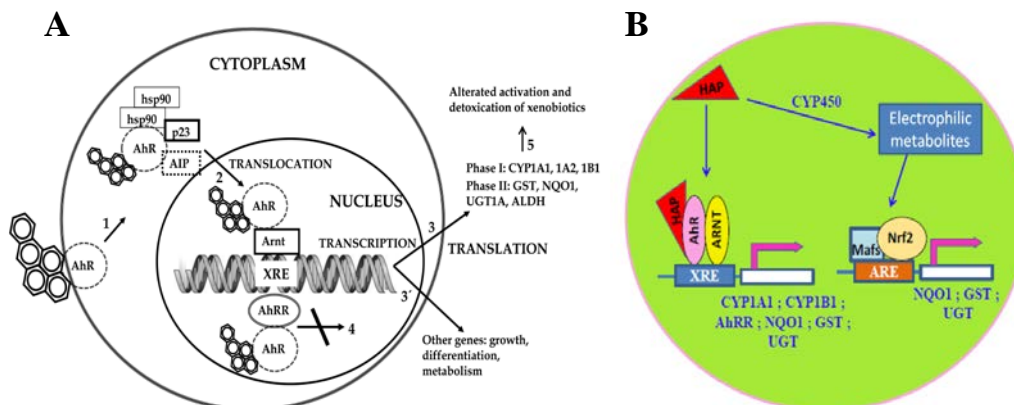 A
CYTOPLASM
hsp90
hsp90
p23
AhR
AIP
TRANSLOCATION
2
1
AhR
AhR
NUCLEUS
Arnt
TRANSCRIPTION
XRE
3
3´
AhRR
4
AhR
Alterated activation and
detoxication of xenobiotics
5
Phase I: CYP1A1, 1A2, 1B1
Phase II: GST, NQO1,
UGT1A, ALDH
TRANSLATION
Other genes: growth,
differentiation,
metabolism
B
HAP
CYP450
Electrophilic
metabolites
HAP
AhR
ARNT
XRE
CYP1A1 ; CYP1B1 ;
AhRR ; NQO1 ; GST ;
UGT
Mafs
Nrf2
ARE
NQO1 ; GST ;
UGT